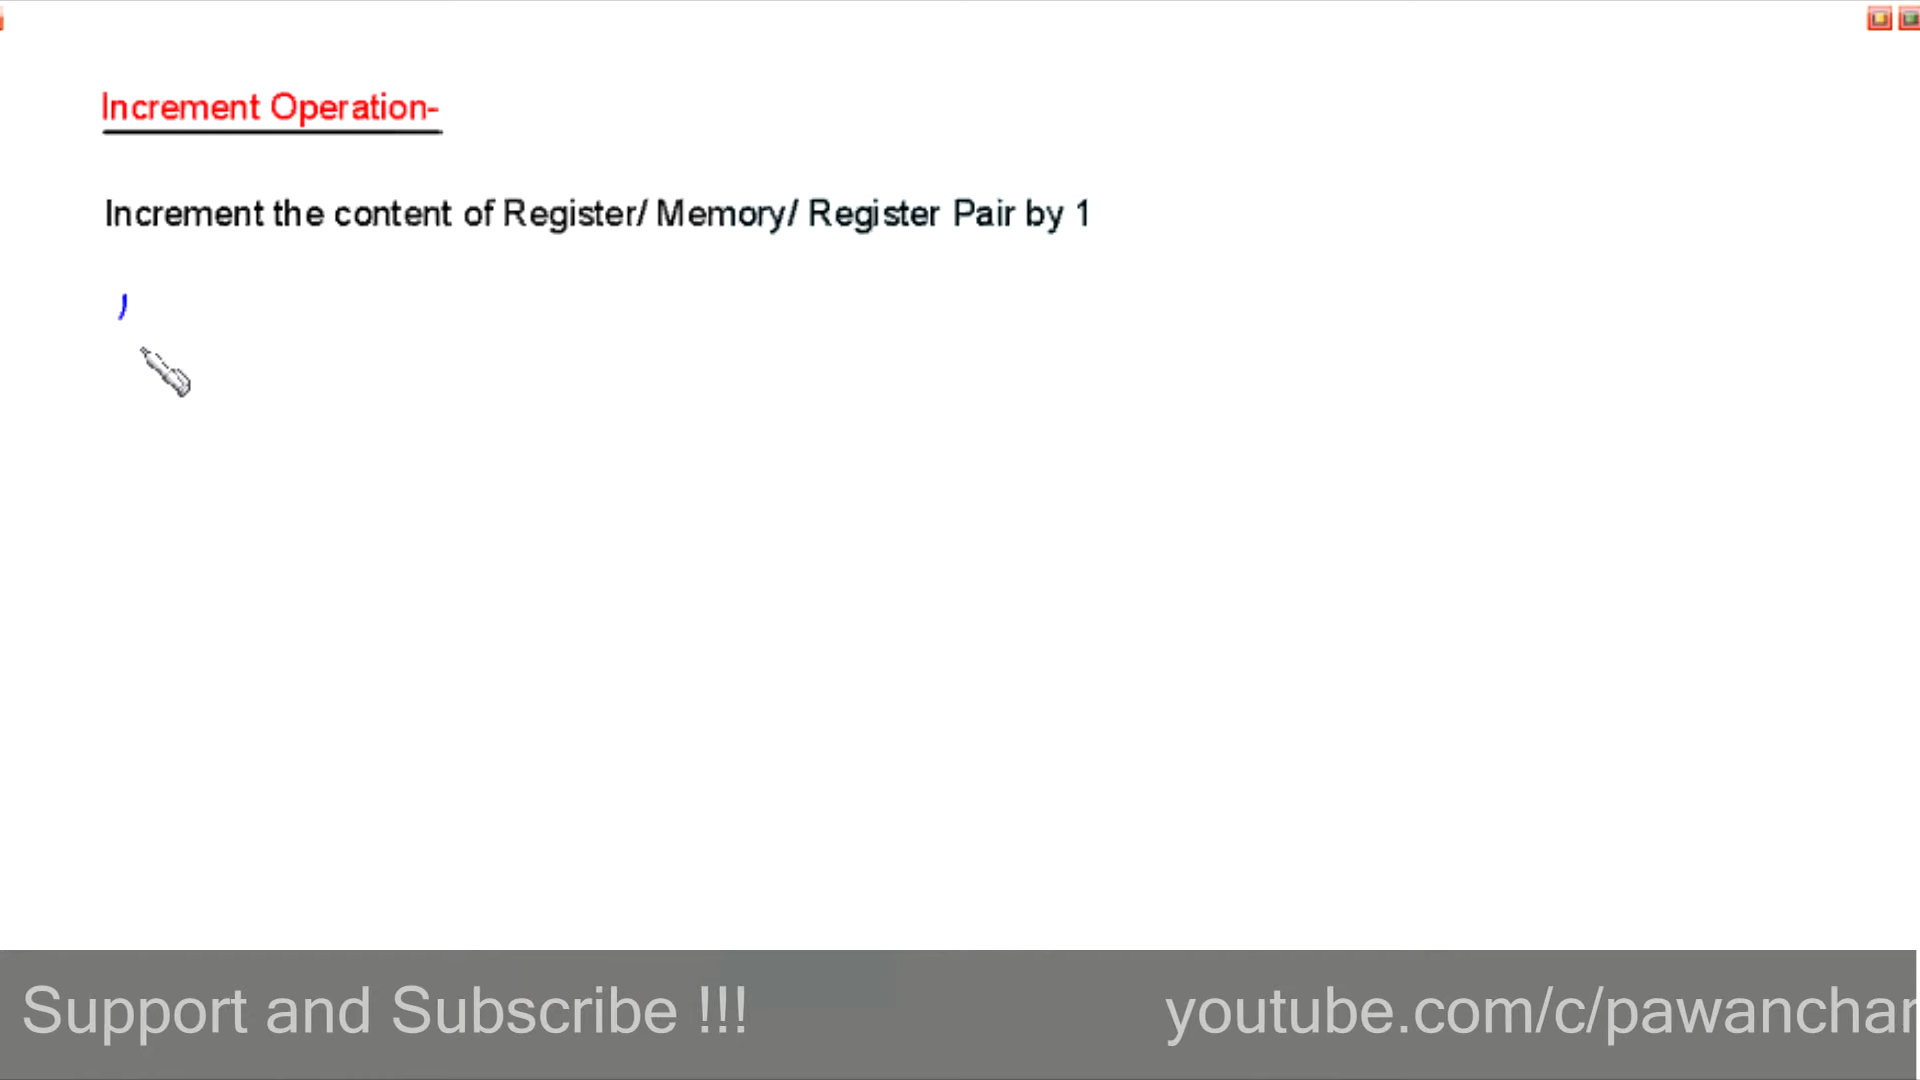 Increment Operation-
Increment the content of Register/ Memory/ Register Pair by 1
Support and Subscribe !!!
youtube.com/c/pawanchar